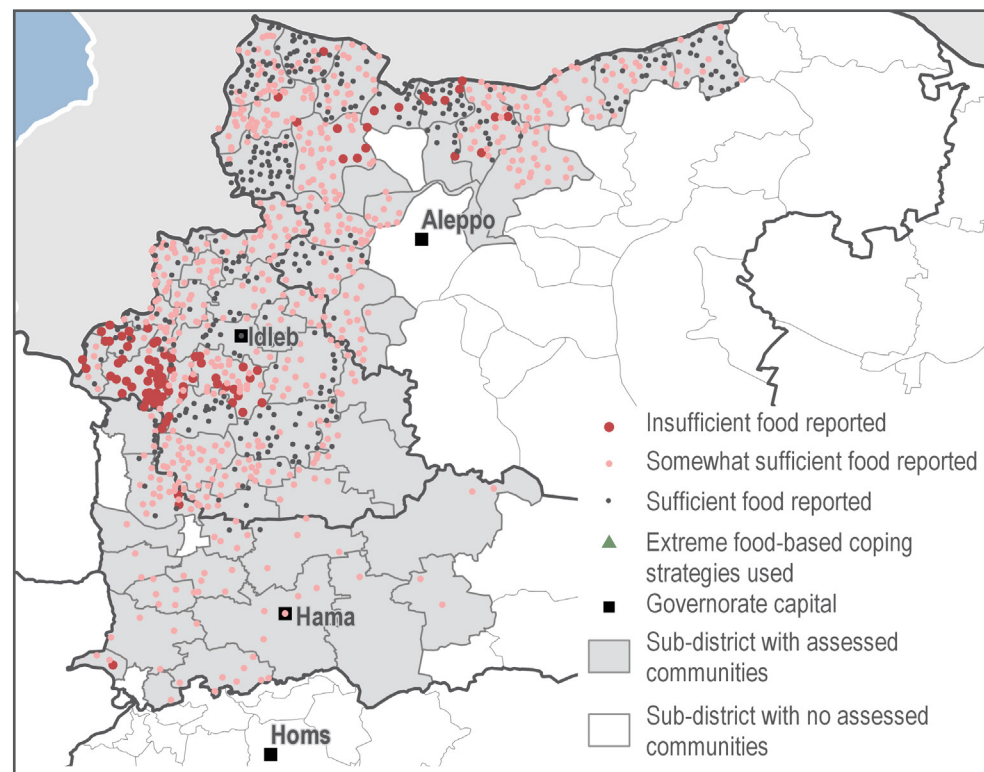 Aleppo
Idleb
Insufficient food reported
Somewhat sufficient food reported
Sufficient food reported
Extreme food-based coping
strategies used
Governorate capital
Hama
Sub-district with assessed
communities
Sub-district with no assessed
communities
Homs